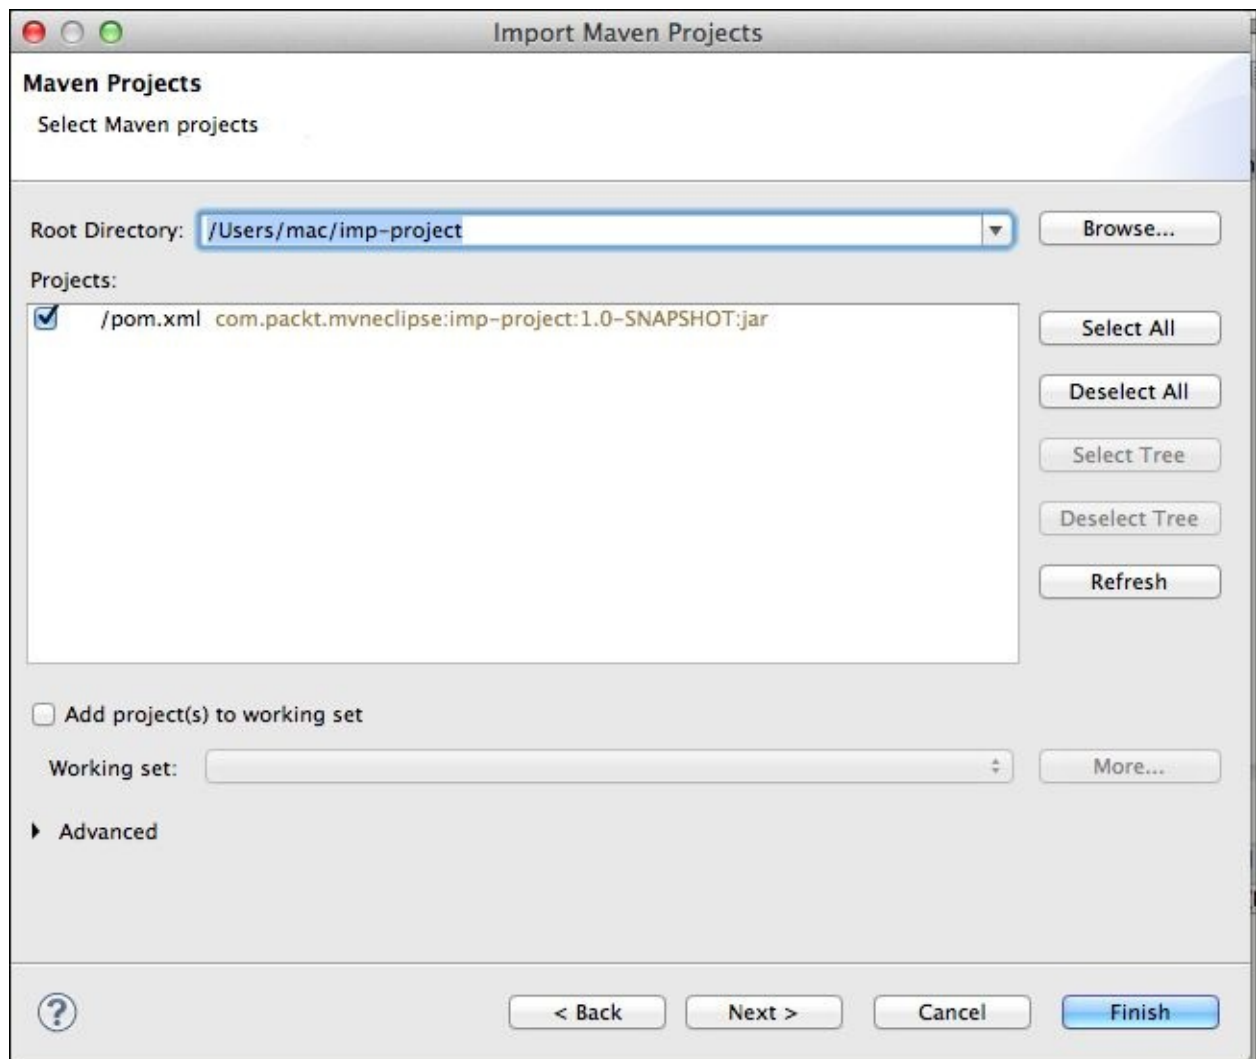 Import Maven Projects
Maven Projects
Select Maven projects
Root Directory: /Users/mac/imp-project Browse...
Projects:
/pom.xml com.packt.mvneclipse:imp-project:1.0-SNAPSHOT:jar
Select All
Deselect All
Select Tree
Deselect Tree
Refresh
Add project(s) to working set
Working set: More...
Advanced
? < Back Next > Cancel Finish